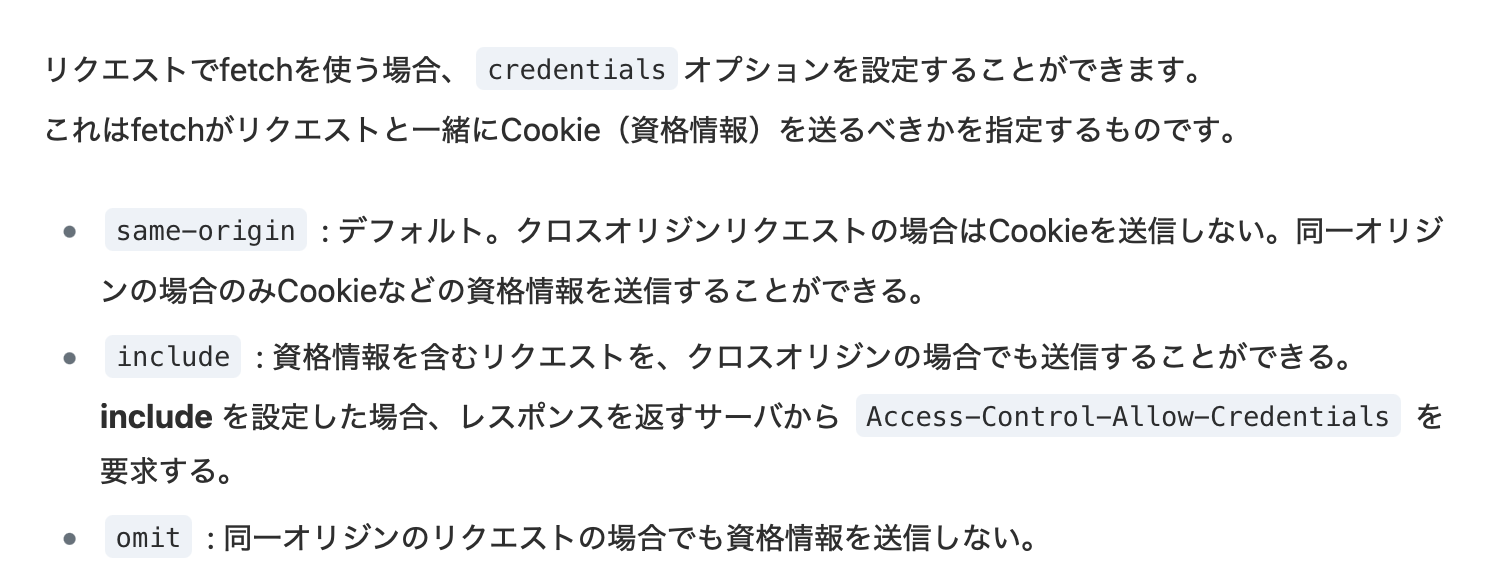 リクエストでfetchを使う場合、 credentials オプションを設定することができます。
これはfetchがリクエストと一緒にCookie（資格情報）を送るべきかを指定するものです。
same-origin : デフォルト。クロスオリジンリクエストの場合はCookieを送信しない。同一オリジ
ンの場合のみCookieなどの資格情報を送信することができる。
include : 資格情報を含むリクエストを、クロスオリジンの場合でも送信することができる。
include を設定した場合、レスポンスを返すサーバから Access-Control-Allow-Credentials を
要求する。
omit : 同一オリジンのリクエストの場合でも資格情報を送信しない。